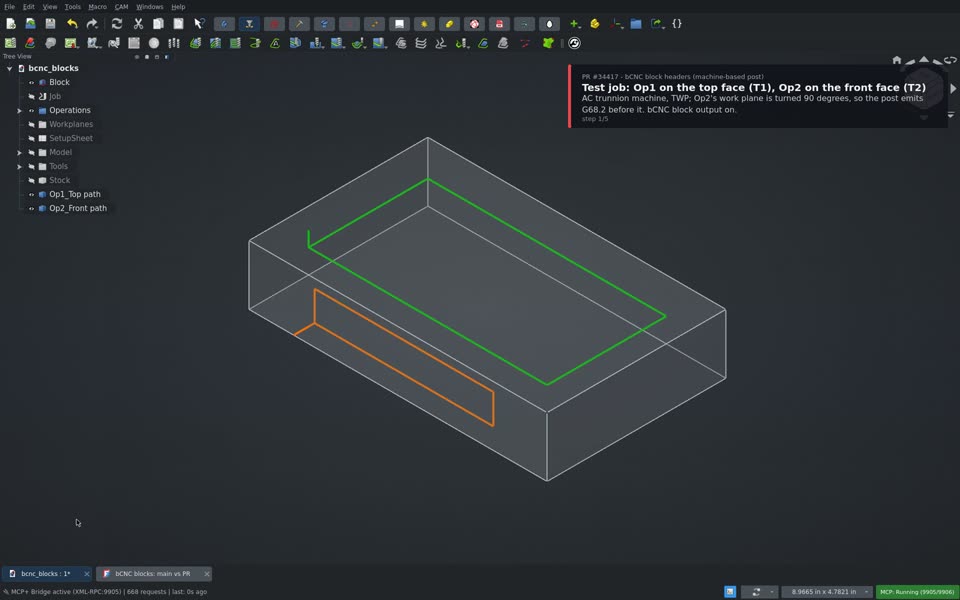 File Edit View Tools Macro CAM Windows Help
Tree View
bcnc_blocks
Block
Job
Operations
Workplanes
SetupSheet
Model
Tools
Stock
Op1_Top path
Op2_Front path
PR #34417 - bCNC block headers (machine-based post)
Test job: Op1 on the top face (T1), Op2 on the front face (T2)
AC trunnion machine, TWP; Op2's work plane is turned 90 degrees, so the post emits
G68.2 before it. bCNC block output on.
step 1/5
bcnc_blocks : 1*
bCNC blocks: main vs PR
MCP+ Bridge active (XML-RPC:9905) | 668 requests | last: 0s ago
8.9665 in x 4.7821 in
MCP: Running (9905/9906)